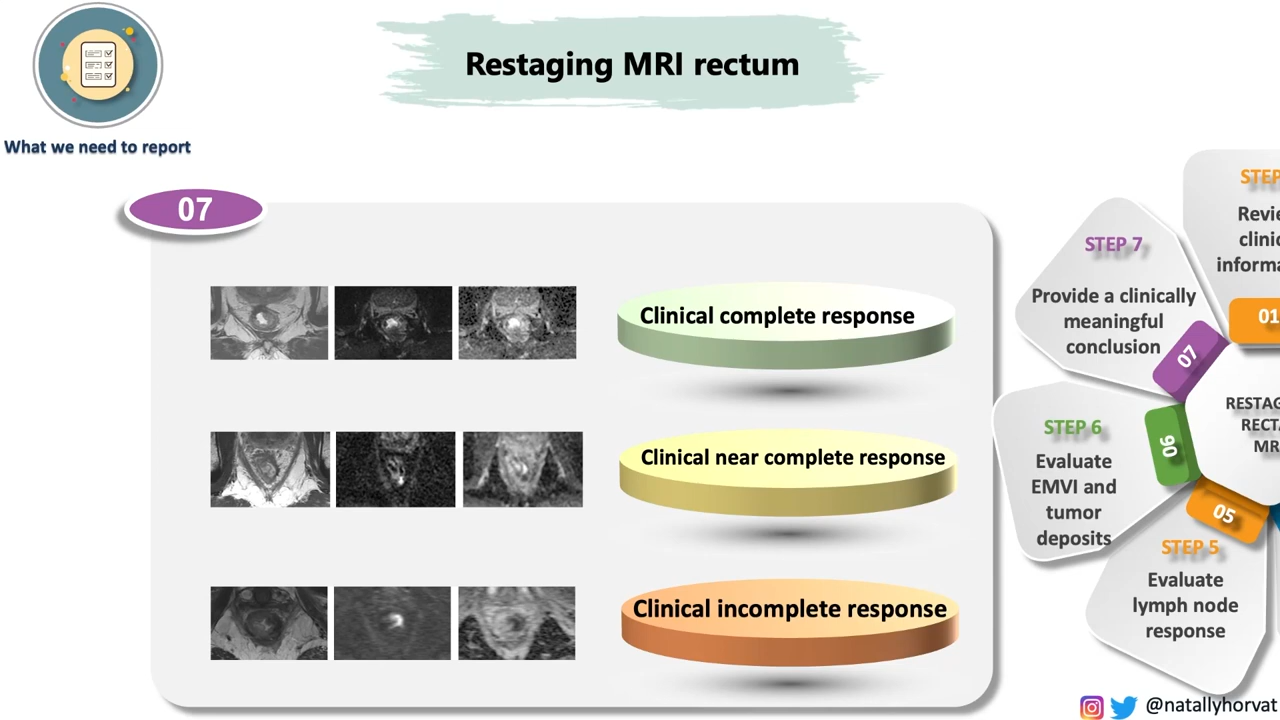 Restaging MRI rectum
What we need to report
07
Clinical complete response
Clinical near complete response
Clinical incomplete response
STEP 7
Provide a clinically
meaningful
conclusion
07
STEP 6
Evaluate
EMVI and
tumor
deposits
06
STEP 5
Evaluate
lymph node
response
05
STEP
01
@natallyhorvat